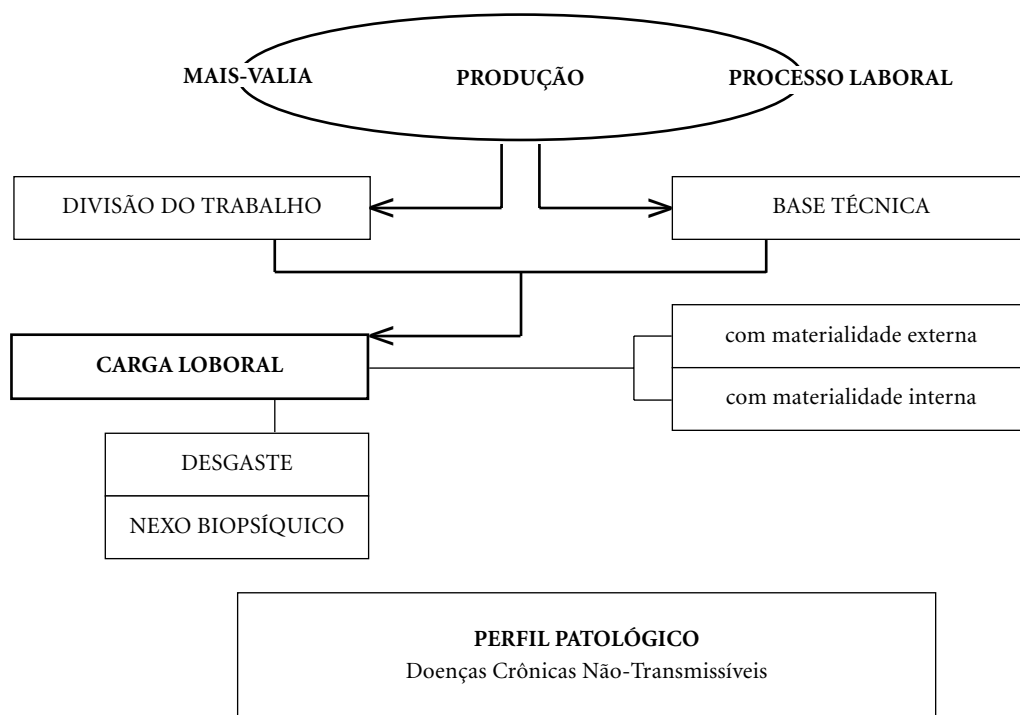 MAIS-VALIA PRODUÇÃO PROCESSO LABORAL
DIVISÃO DO TRABALHO
BASE TÉCNICA
com materialidade externa
CARGA LOBORAL
com materialidade interna
DESGASTE
NEXO BIOPSÍQUICO
PERFIL PATOLÓGICO
Doenças Crônicas Não-Transmissíveis